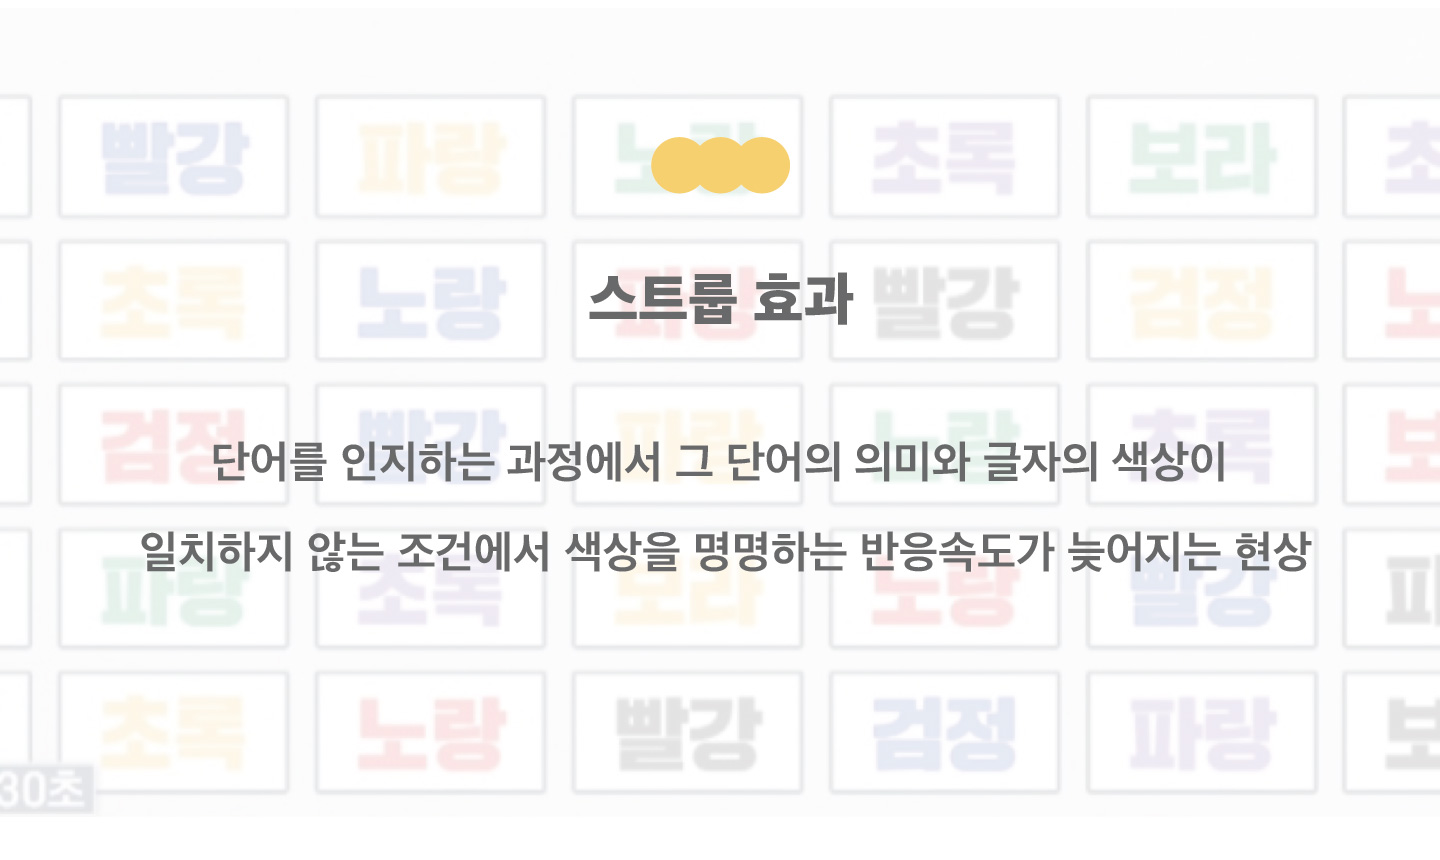 빨강 파랑 노랑 초록 보라
스트룹 효과
초록 노랑 파랑 빨강 검정
단어를 인지하는 과정에서 그 단어의 의미와 글자의 색상이
검정 빨강 파랑 노랑 초록
일치하지 않는 조건에서 색상을 명명하는 반응속도가 늦어지는 현상
파랑 초록 보라 노랑 빨강
초록 노랑 빨강 검정 파랑
30초